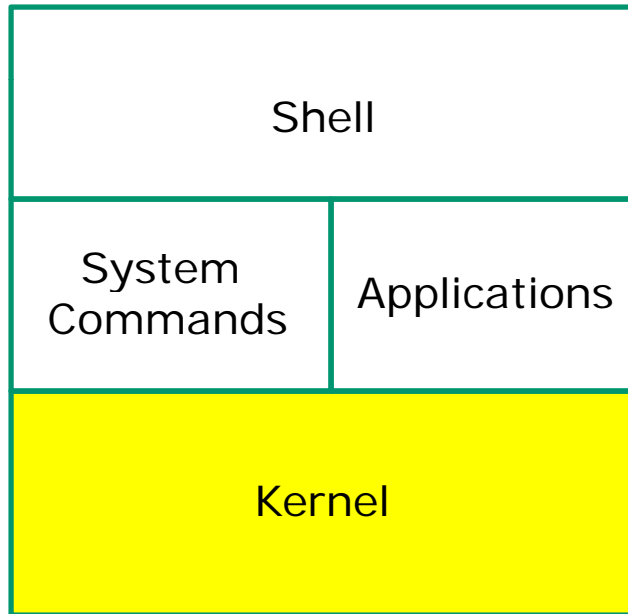 Shell
System
Commands
Applications
Kernel